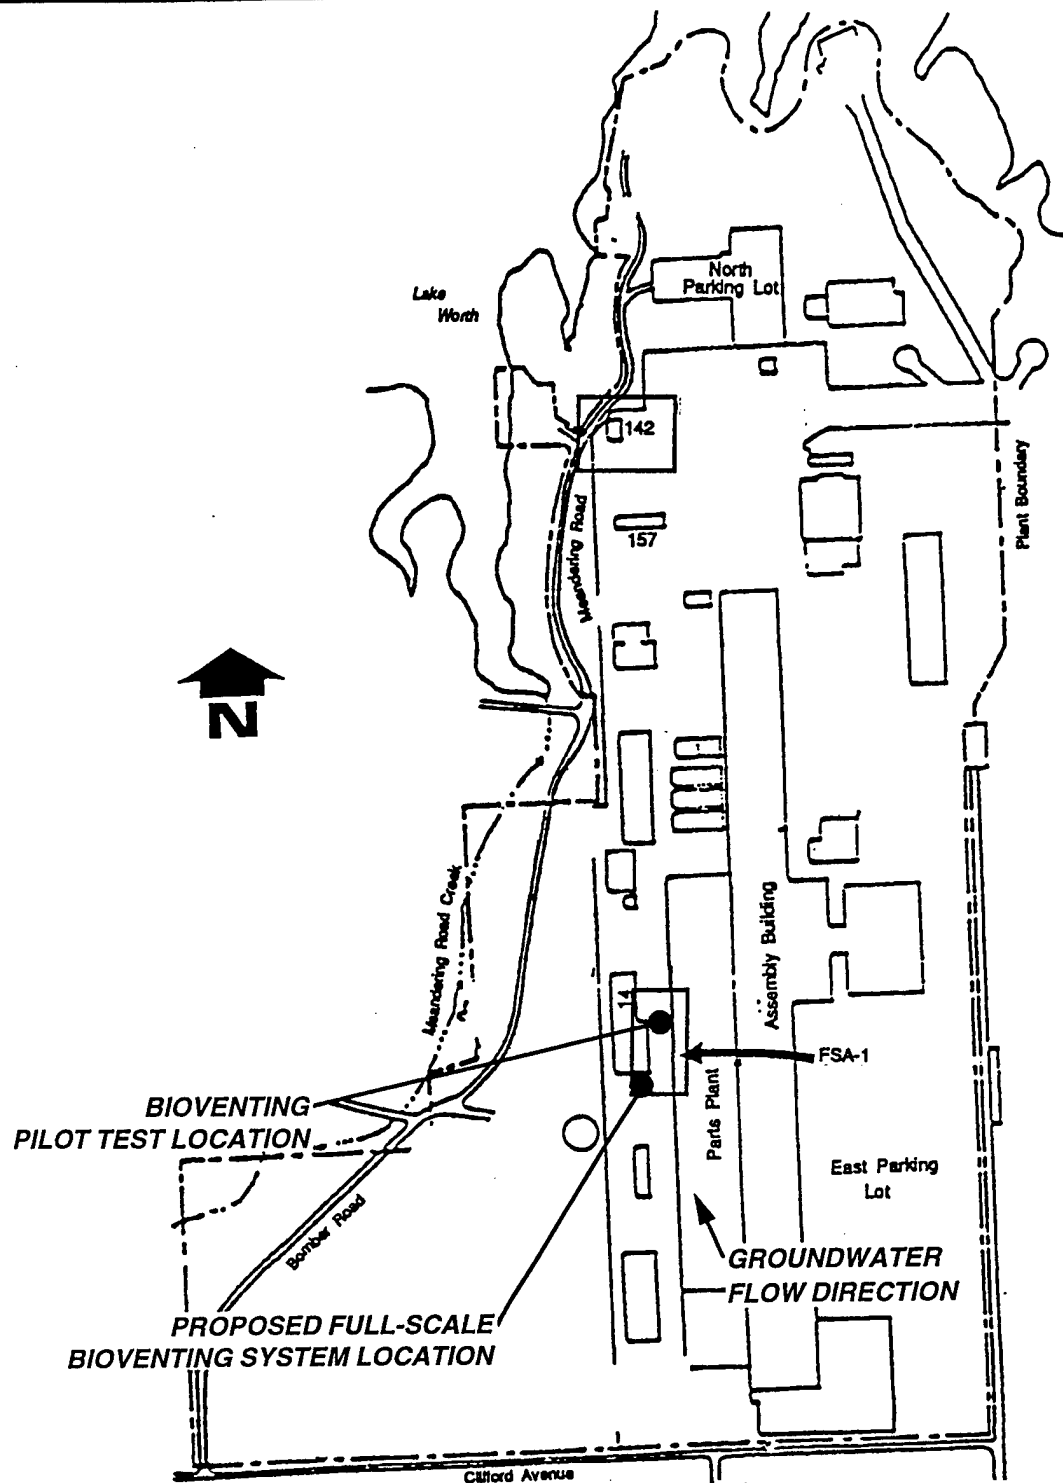 North
Parking Lot
Lake
Worth
142
Plant Boundary
Meandering Road
157
N
Meandering Road Creek
Assembly Building
14
FSA-1
BIOVENTING
PILOT TEST LOCATION
Parts Plant
East Parking
Lot
Bomber Road
GROUNDWATER
FLOW DIRECTION
PROPOSED FULL-SCALE
BIOVENTING SYSTEM LOCATION
Clifford Avenue